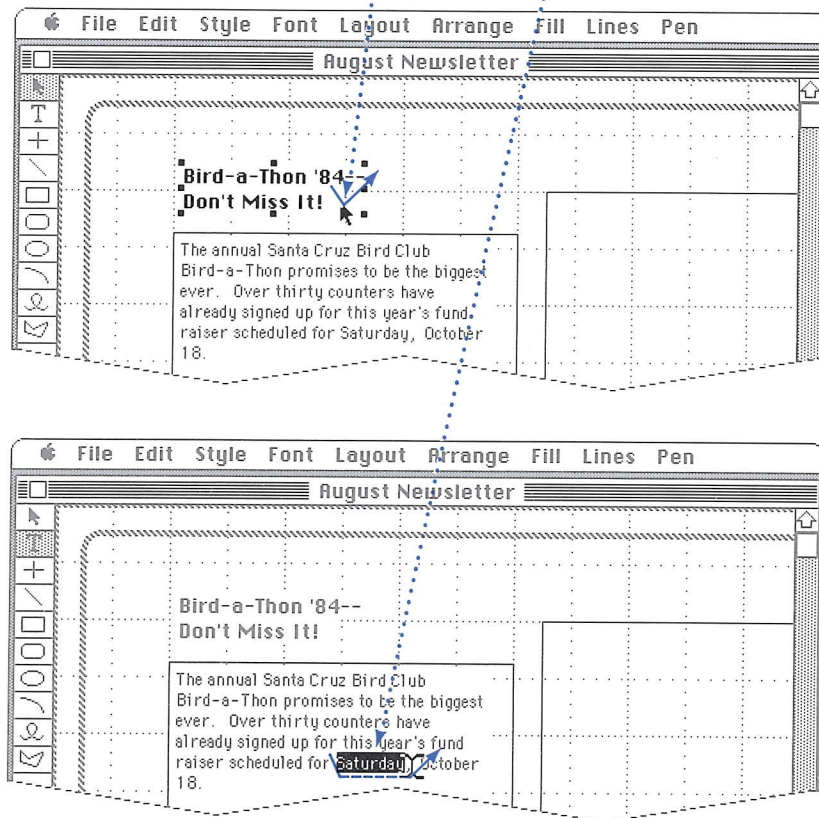 File Edit Style Font Layout Arrange Fill Lines Pen
August Newsletter
T
Bird-a-Thon '84--
Don't Miss It!
The annual Santa Cruz Bird Club
Bird-a-Thon promises to be the biggest
ever. Over thirty counters have
already signed up for this year's fund
raiser scheduled for Saturday, October
18.
File Edit Style Font Layout Arrange Fill Lines Pen
August Newsletter
T
Bird-a-Thon '84--
Don't Miss It!
The annual Santa Cruz Bird Club
Bird-a-Thon promises to be the biggest
ever. Over thirty counters have
already signed up for this year's fund
raiser scheduled for Saturday, October
18.